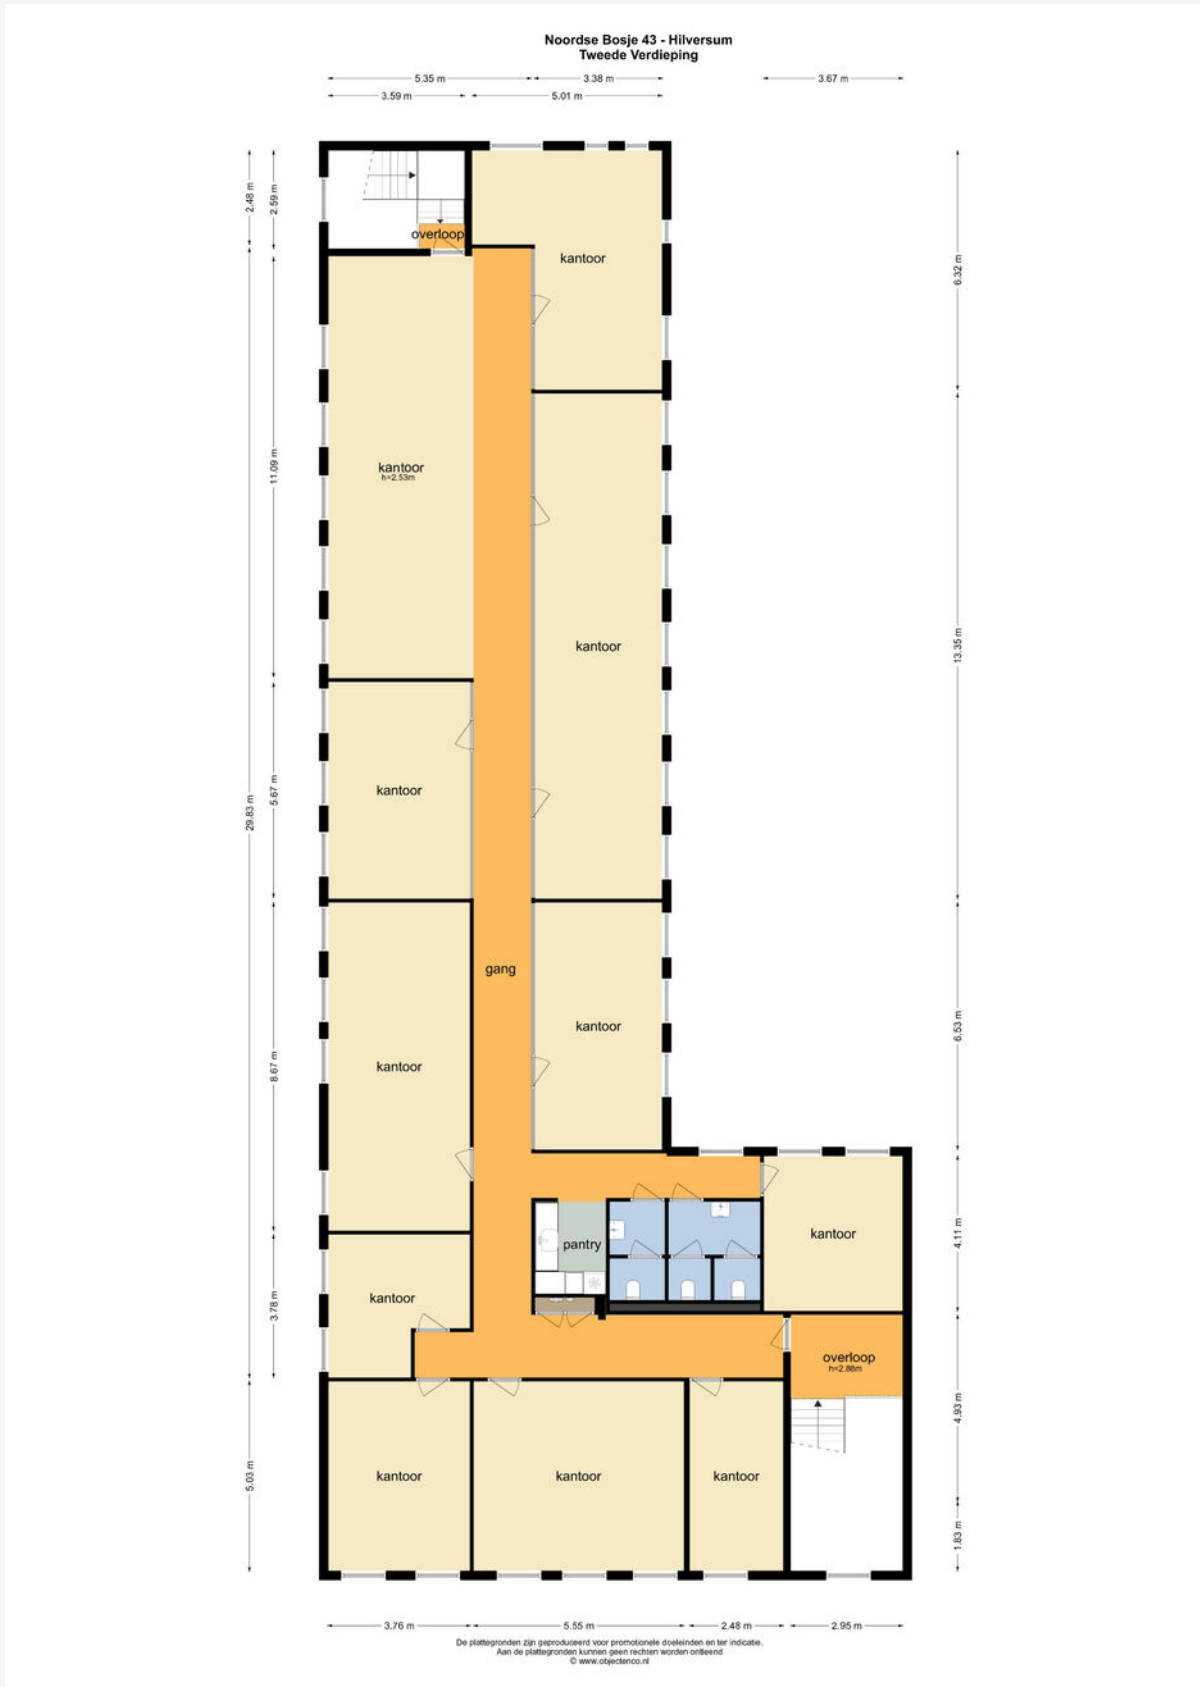 Noordse Bosje 43 - Hilversum
Tweede Verdieping
5.35 m
3.38 m
3.67 m
3.59 m
5.01 m
2.48 m
2.59 m
6.32 m
overloop
kantoor
11.09 m
kantoor
h=2.53m
13.35 m
kantoor
29.83 m
5.67 m
kantoor
gang
kantoor
6.53 m
8.67 m
kantoor
4.11 m
kantoor
pantry
3.78 m
kantoor
overloop
h=2.88m
4.93 m
5.03 m
kantoor
kantoor
kantoor
1.83 m
3.76 m
5.55 m
2.48 m
2.95 m
De plattegronden zijn geproduceerd voor promotionele doeleinden en ter indicatie.
Aan de plattegronden kunnen geen rechten worden ontleend
© www.objectenco.nl